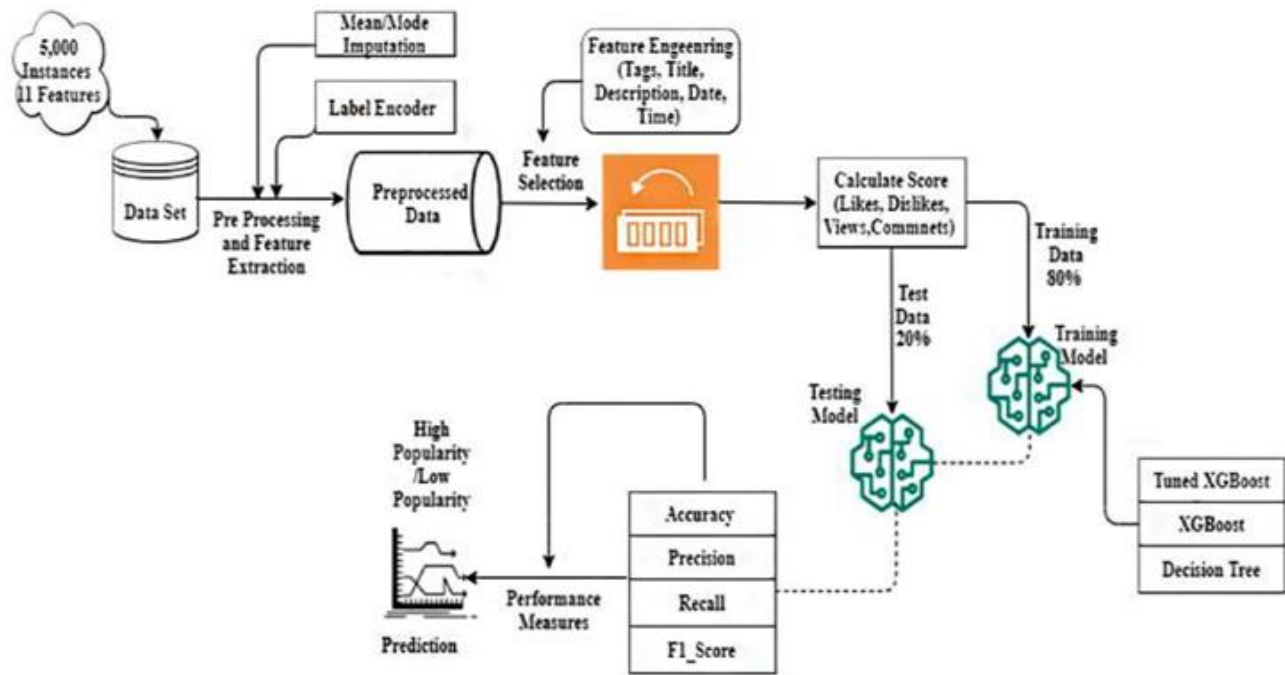 5,000
Instances
11 Features
Data Set
Mean/Mode
Imputation
Label Encoder
Pre Processing
and Feature
Extraction
Preprocessed
Data
Feature Engeenring
(Tags, Title,
Description, Date,
Time)
Feature
Selection
Calculate Score
(Likes, Dislikes,
Views,Commnets)
Training
Data
80%
Test
Data
20%
Training
Model
Testing
Model
Tuned XGBoost
XGBoost
Decision Tree
Accuracy
Precision
Recall
F1_Score
Performance
Measures
High
Popularity
/Low
Popularity
Prediction